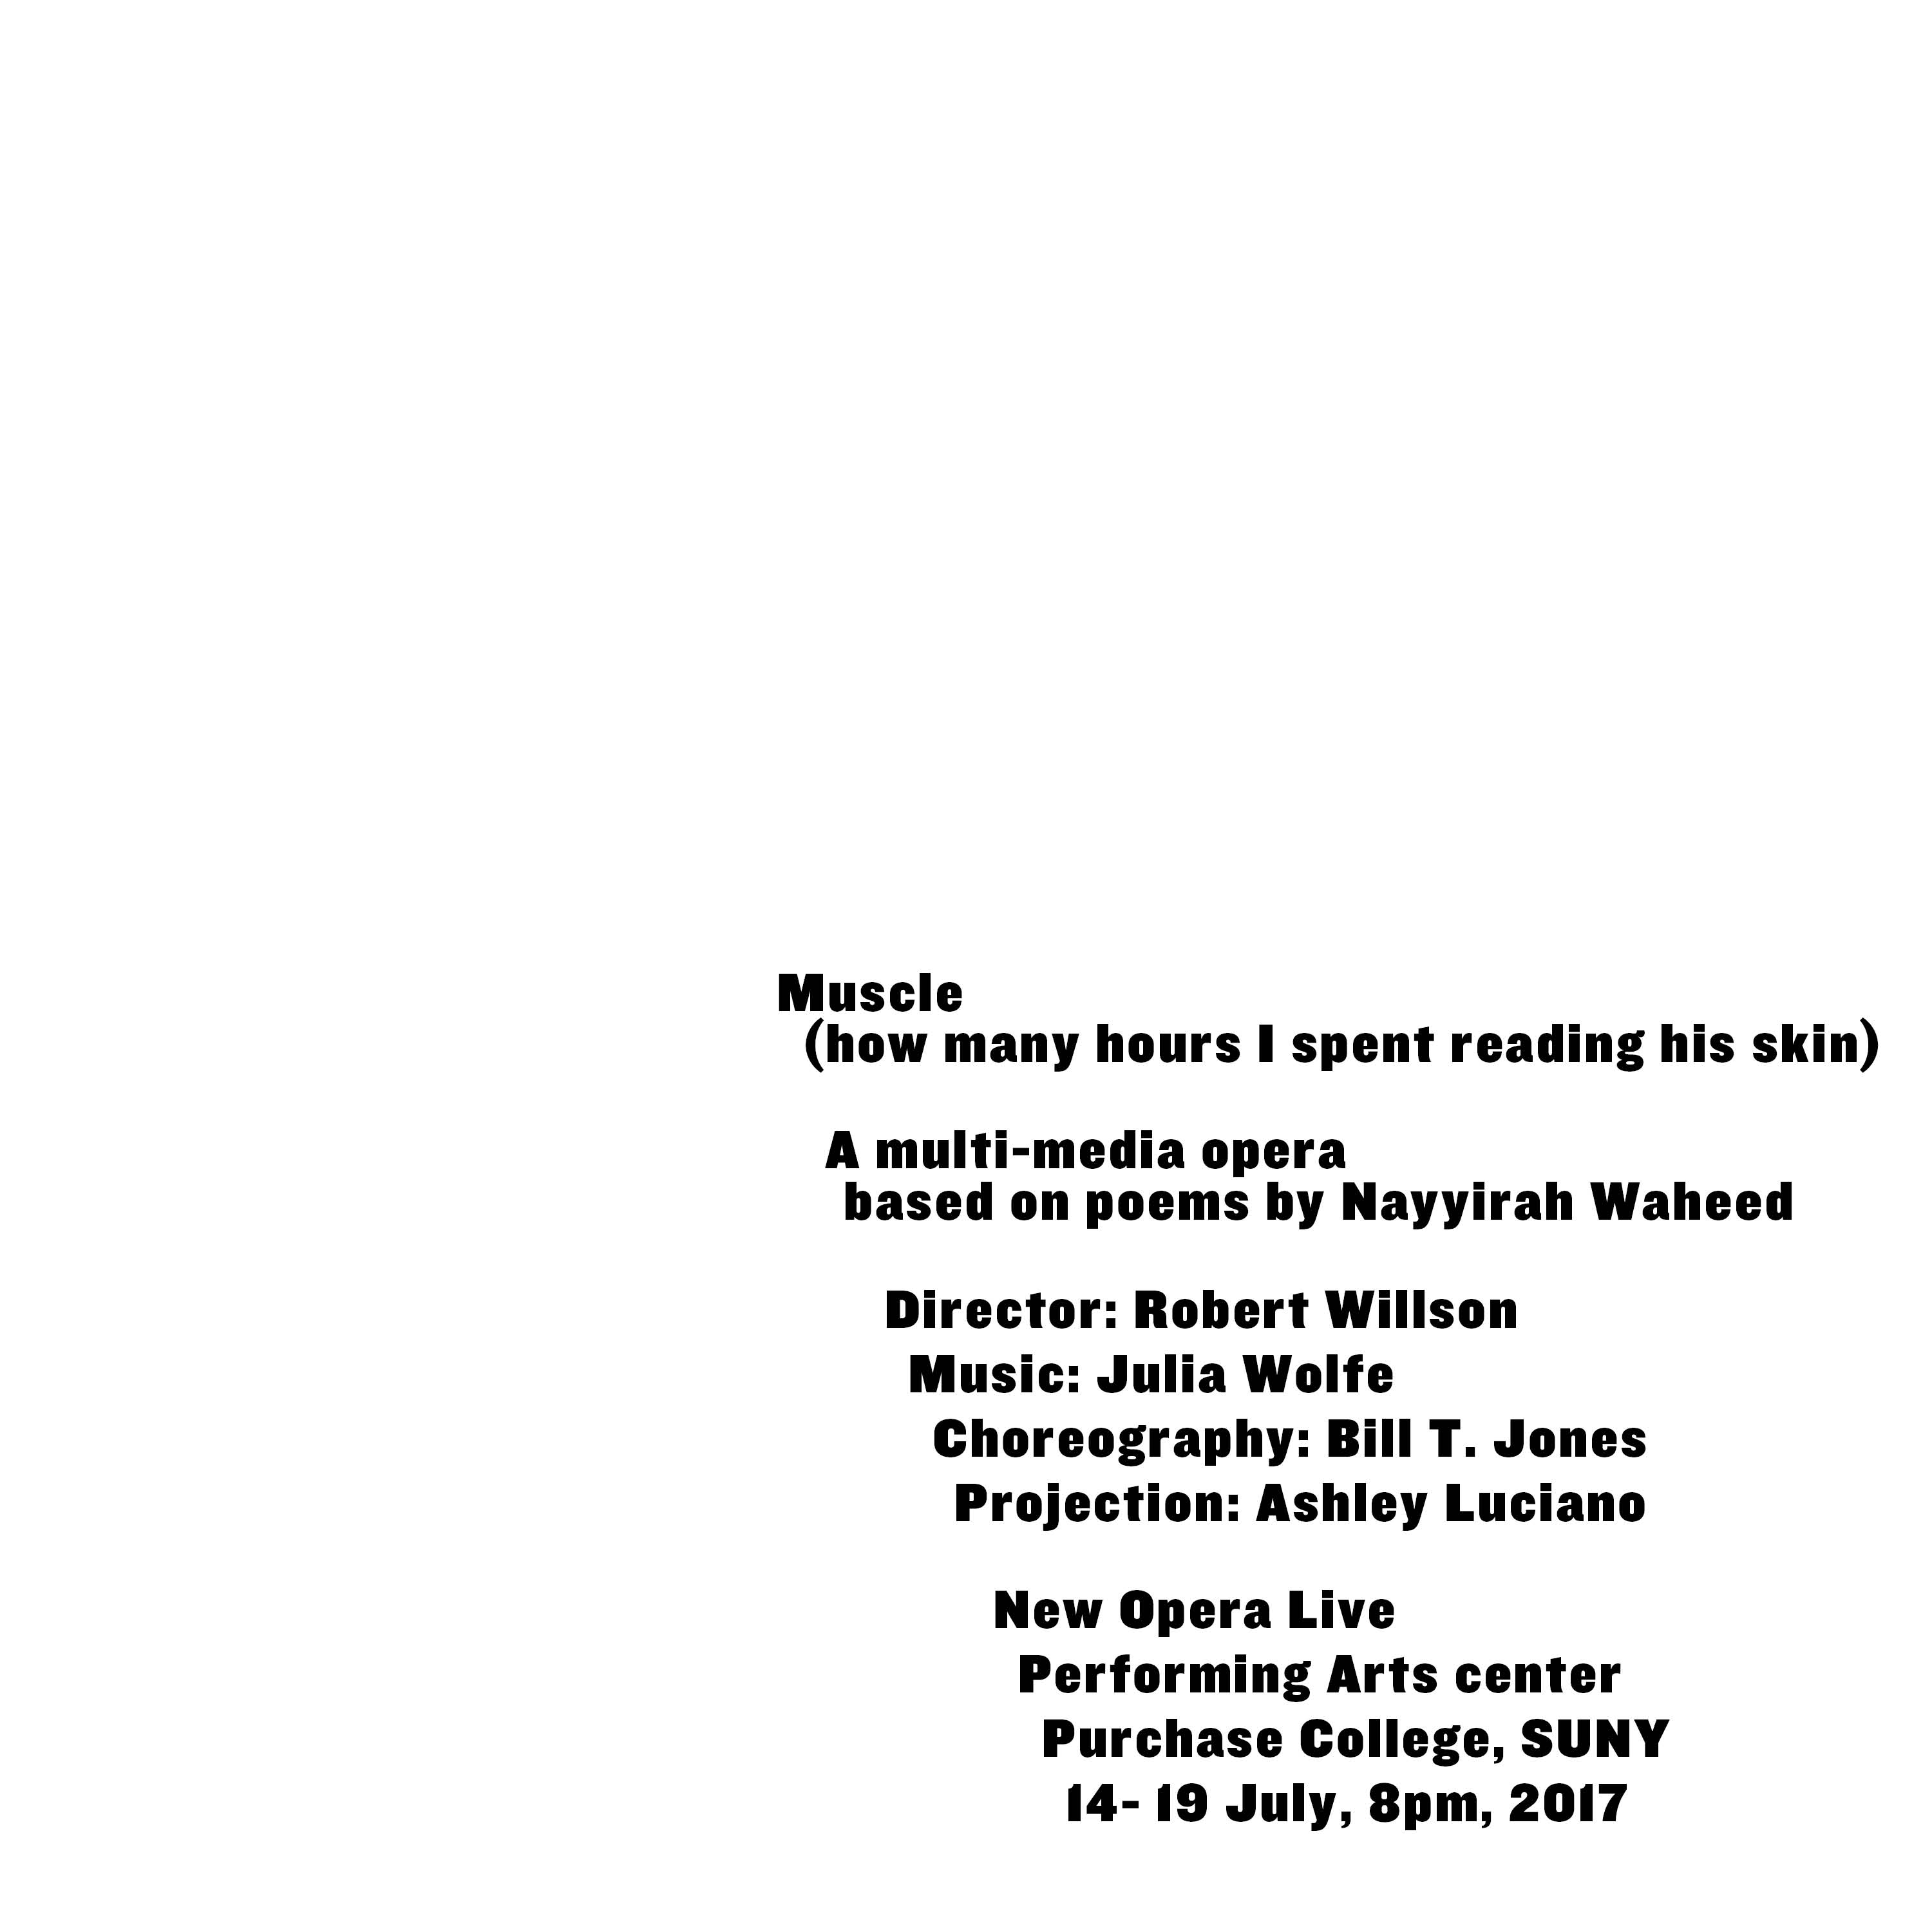 Muscle
(how many hours I spent reading his skin)
A multi-media opera
based on poems by Nayyirah Waheed
Director: Robert Willson
Music: Julia Wolfe
Choreography: Bill T. Jones
Projection: Ashley Luciano
New Opera Live
Performing Arts center
Purchase College, SUNY
14- 19 July, 8pm, 2017